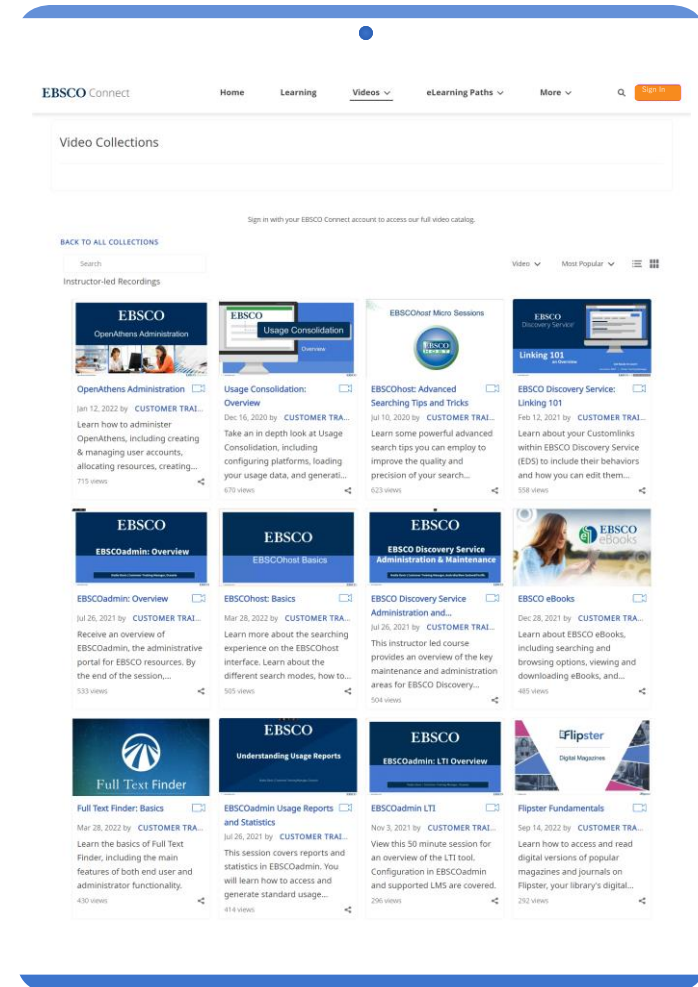 EBSCO Connect
Home
Learning
Videos
eLearning Paths
More
Sign In
Video Collections
Sign in with your EBSCO Connect account to access our full video catalog.
BACK TO ALL COLLECTIONS
Search
Video
Most Popular
Instructor-led Recordings
EBSCO
OpenAthens Administration
OpenAthens Administration
Jan 12, 2022 by CUSTOMER TRAI...
Learn how to administer
OpenAthens, including creating
& managing user accounts,
allocating resources, creating...
715 views
EBSCO
Usage Consolidation
Overview
Usage Consolidation:
Overview
Dec 16, 2020 by CUSTOMER TRA...
Take an in depth look at Usage
Consolidation, including
configuring platforms, loading
your usage data, and generati...
670 views
EBSCOhost Micro Sessions
EBSCO
HOST
EBSCOhost: Advanced
Searching Tips and Tricks
Jul 10, 2020 by CUSTOMER TRAI...
Learn some powerful advanced
search tips you can employ to
improve the quality and
precision of your search...
623 views
EBSCO
Discovery Service
Linking 101
an Overview
EBSCO Discovery Service:
Linking 101
Feb 12, 2021 by CUSTOMER TRAI...
Learn about your Customlinks
within EBSCO Discovery Service
(EDS) to include their behaviors
and how you can edit them...
558 views
EBSCO
EBSCOadmin: Overview
EBSCOadmin: Overview
Jul 26, 2021 by CUSTOMER TRAI...
Receive an overview of
EBSCOadmin, the administrative
portal for EBSCO resources. By
the end of the session,...
533 views
EBSCO
EBSCOHost Basics
EBSCOhost: Basics
Mar 28, 2022 by CUSTOMER TRA...
Learn more about the searching
experience on the EBSCOhost
interface. Learn about the
different search modes, how to...
505 views
EBSCO
EBSCO Discovery Service
Administration & Maintenance
EBSCO Discovery Service
Administration and...
Jul 26, 2021 by CUSTOMER TRAI...
This instructor led course
provides an overview of the key
maintenance and administration
areas for EBSCO Discovery...
504 views
EBSCO
eBooks
EBSCO eBooks
Dec 28, 2021 by CUSTOMER TRAI...
Learn about EBSCO eBooks,
including searching and
browsing options, viewing and
downloading eBooks, and...
485 views
Full Text Finder
Full Text Finder: Basics
Mar 28, 2022 by CUSTOMER TRA...
Learn the basics of Full Text
Finder, including the main
features of both end user and
administrator functionality.
430 views
EBSCO
Understanding Usage Reports
EBSCOadmin Usage Reports
and Statistics
Jul 26, 2021 by CUSTOMER TRAI...
This session covers reports and
statistics in EBSCOadmin. You
will learn how to access and
generate standard usage...
414 views
EBSCO
EBSCOadmin: LTI Overview
EBSCOadmin LTI
Nov 3, 2021 by CUSTOMER TRAI...
View this 50 minute session for
an overview of the LTI tool.
Configuration in EBSCOadmin
and supported LMS are covered.
296 views
Flipster
Digital Magazines
Flipster Fundamentals
Sep 14, 2022 by CUSTOMER TRA...
Learn how to access and read
digital versions of popular
magazines and journals on
Flipster, your library's digital...
292 views